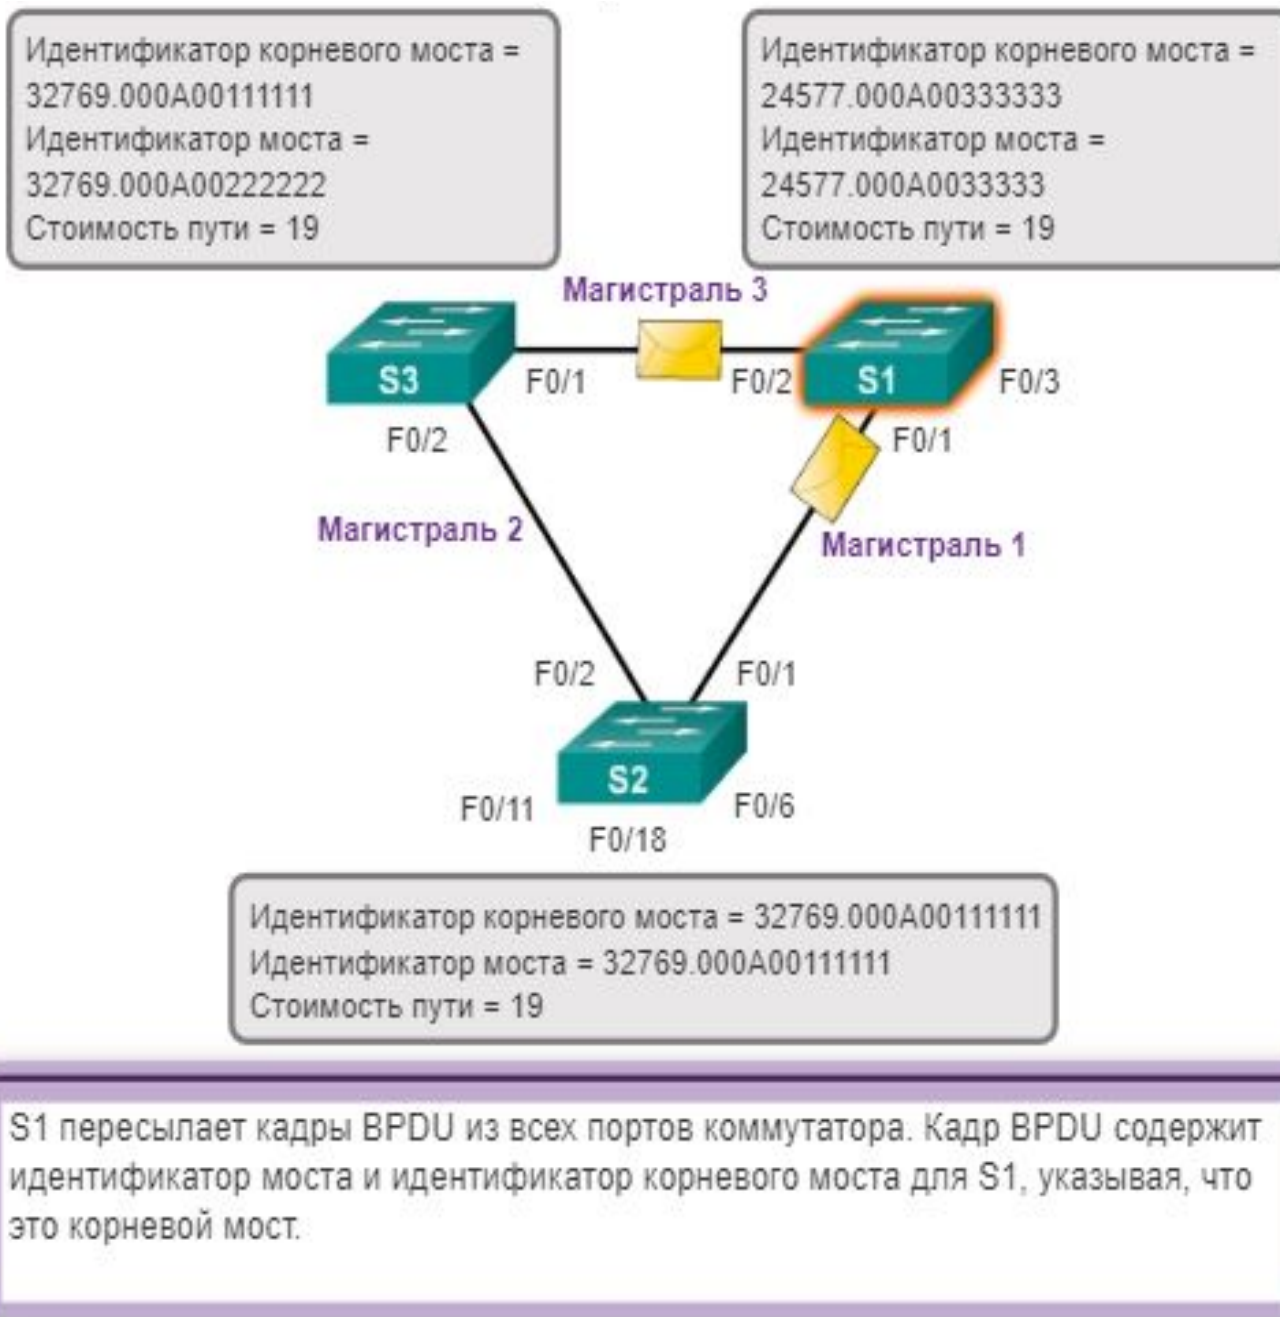 Идентификатор корневого моста =
32769.000A00111111
Идентификатор моста =
32769.000A00222222
Стоимость пути = 19
Идентификатор корневого моста =
24577.000A00333333
Идентификатор моста =
24577.000A0033333
Стоимость пути = 19
Магистраль 3
S3
F0/1
F0/2
S1
F0/3
F0/2
F0/1
Магистраль 2
Магистраль 1
F0/2
F0/1
S2
F0/11
F0/6
F0/18
Идентификатор корневого моста = 32769.000A00111111
Идентификатор моста = 32769.000A00111111
Стоимость пути = 19
S1 пересылает кадры BPDU из всех портов коммутатора. Кадр BPDU содержит
идентификатор моста и идентификатор корневого моста для S1, указывая, что
это корневой мост.